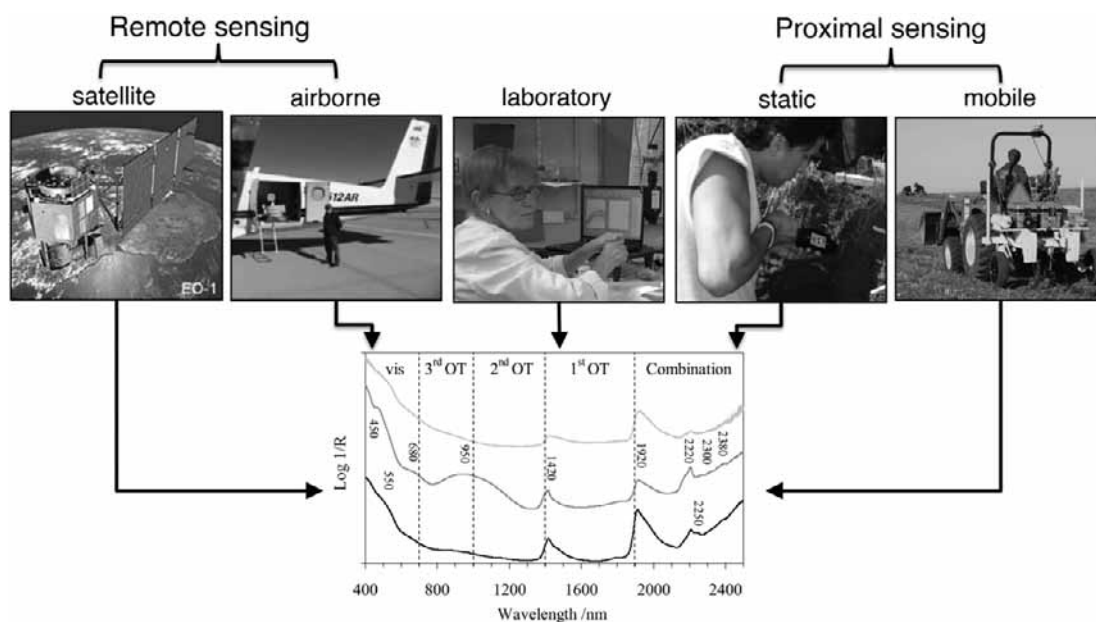 Remote sensing
Proximal sensing
satellite
airborne
laboratory
static
mobile
EO-1
512AR
vis
3rd OT
2nd OT
1st OT
Combination
450
550
680
950
1420
1920
2220
2300
2380
2250
Log 1/R
400 800 1200 1600 2000 2400
Wavelength /nm